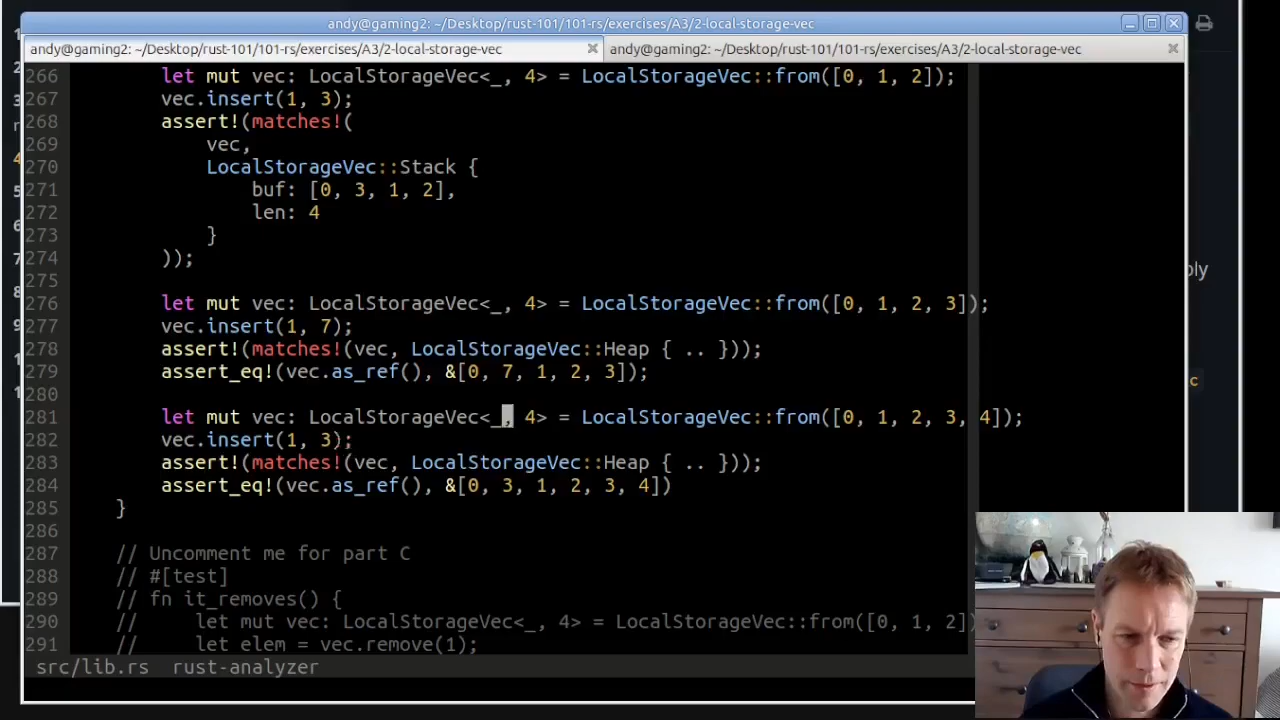 andy@gaming2: ~/Desktop/rust-101/101-rs/exercises/A3/2-local-storage-vec
andy@gaming2: ~/Desktop/rust-101/101-rs/exercises/A3/2-local-storage-vec
andy@gaming2: ~/Desktop/rust-101/101-rs/exercises/A3/2-local-storage-vec
266 let mut vec: LocalStorageVec<_, 4> = LocalStorageVec::from([0, 1, 2]);
267 vec.insert(1, 3);
268 assert!(matches!(
269 vec,
270 LocalStorageVec::Stack {
271 buf: [0, 3, 1, 2],
272 len: 4
273 }
274 ));
275
276 let mut vec: LocalStorageVec<_, 4> = LocalStorageVec::from([0, 1, 2, 3]);
277 vec.insert(1, 7);
278 assert!(matches!(vec, LocalStorageVec::Heap { .. }));
279 assert_eq!(vec.as_ref(), &[0, 7, 1, 2, 3]);
280
281 let mut vec: LocalStorageVec<_, 4> = LocalStorageVec::from([0, 1, 2, 3, 4]);
282 vec.insert(1, 3);
283 assert!(matches!(vec, LocalStorageVec::Heap { .. }));
284 assert_eq!(vec.as_ref(), &[0, 3, 1, 2, 3, 4])
285 }
286
287 // Uncomment me for part C
288 // #[test]
289 // fn it_removes() {
290 // let mut vec: LocalStorageVec<_, 4> = LocalStorageVec::from([0, 1, 2])
291 // let elem = vec.remove(1);
src/lib.rs rust-analyzer